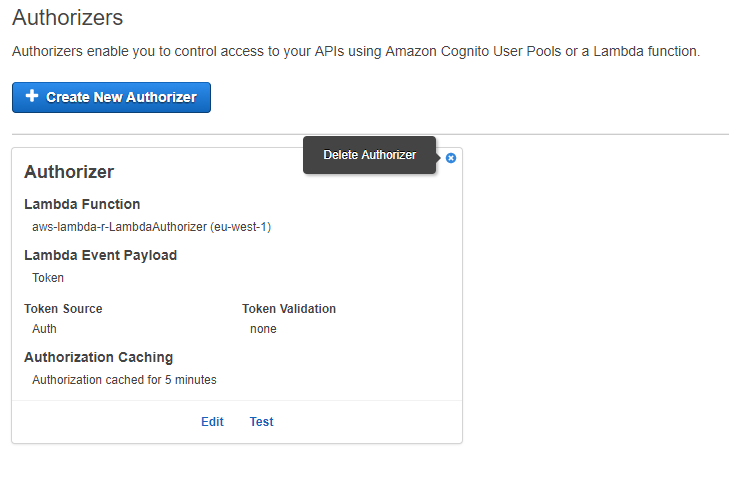 Authorizers
Authorizers enable you to control access to your APIs using Amazon Cognito User Pools or a Lambda function.
Create New Authorizer
Delete Authorizer
Authorizer
Lambda Function
aws-lambda-r-LambdaAuthorizer (eu-west-1)
Lambda Event Payload
Token
Token Source Token Validation
Auth none
Authorization Caching
Authorization cached for 5 minutes
Edit Test